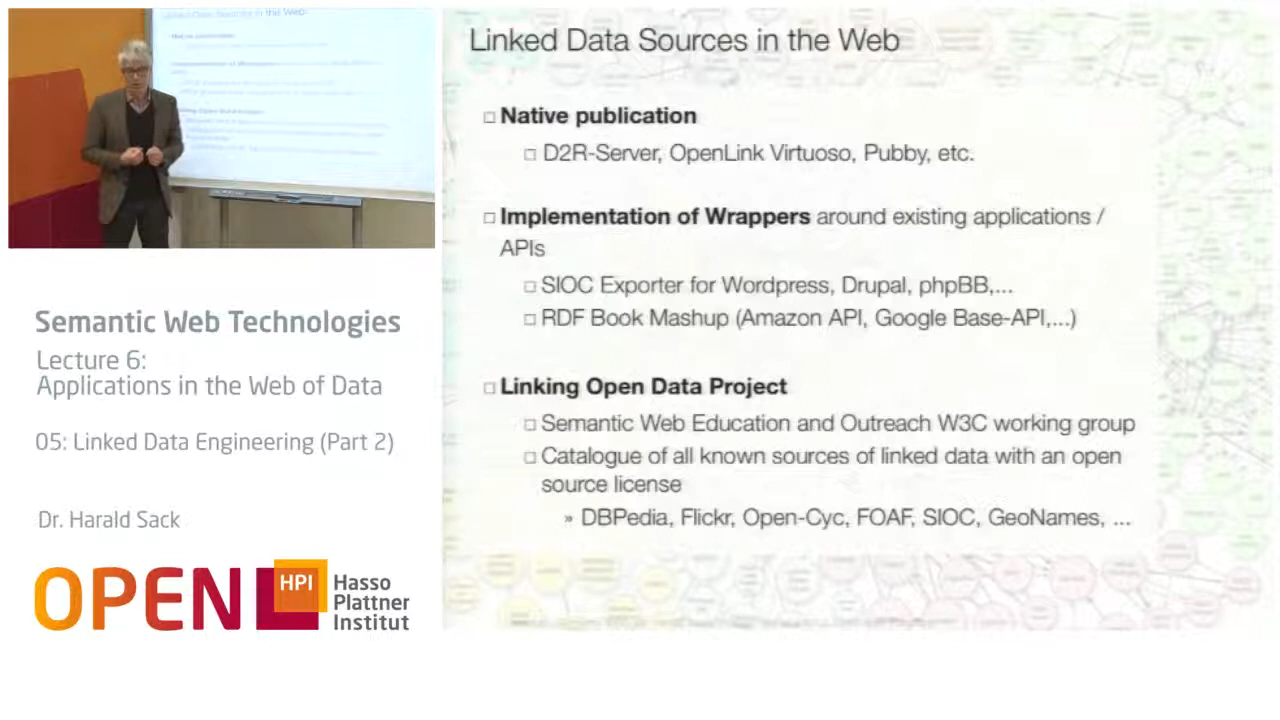 Linked Data Sources in the Web
□ Native publication
□ D2R-Server, OpenLink Virtuoso, Pubby, etc.
□ Implementation of Wrappers around existing applications /
APIs
□ SIOC Exporter for Wordpress, Drupal, phpBB,...
□ RDF Book Mashup (Amazon API, Google Base-API,...)
□ Linking Open Data Project
□ Semantic Web Education and Outreach W3C working group
□ Catalogue of all known sources of linked data with an open
source license
» DBPedia, Flickr, Open-Cyc, FOAF, SIOC, GeoNames, ...
Semantic Web Technologies
Lecture 6:
Applications in the Web of Data
05: Linked Data Engineering (Part 2)
Dr. Harald Sack
OPEN HPI
Hasso
Plattner
Institut